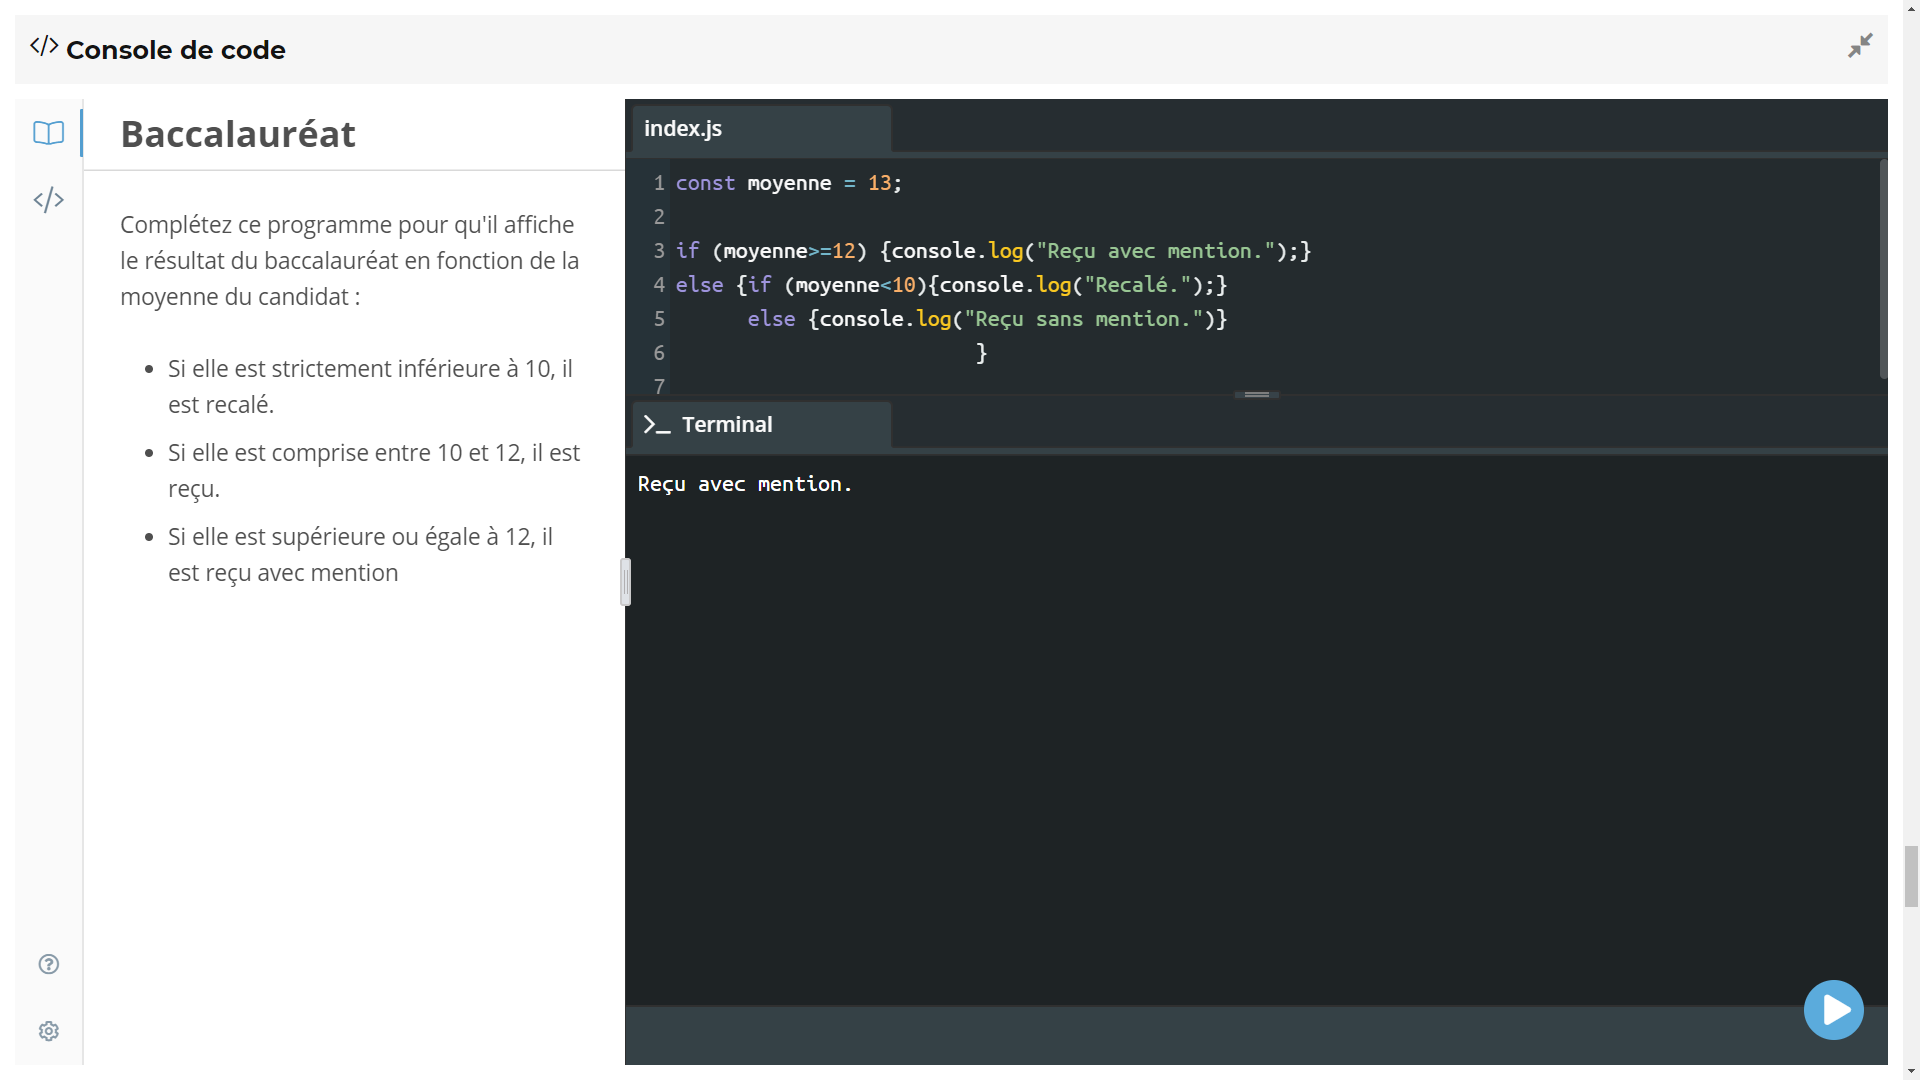 </> Console de code
Baccalauréat
Complétez ce programme pour qu'il affiche
le résultat du baccalauréat en fonction de la
moyenne du candidat :
• Si elle est strictement inférieure à 10, il
est recalé.
• Si elle est comprise entre 10 et 12, il est
reçu.
• Si elle est supérieure ou égale à 12, il
est reçu avec mention
index.js
1 const moyenne = 13;
2
3 if (moyenne>=12) {console.log("Reçu avec mention.");}
4 else {if (moyenne<10){console.log("Recalé.");}
5       else {console.log("Reçu sans mention.")}
6                          }
7
>_ Terminal
Reçu avec mention.